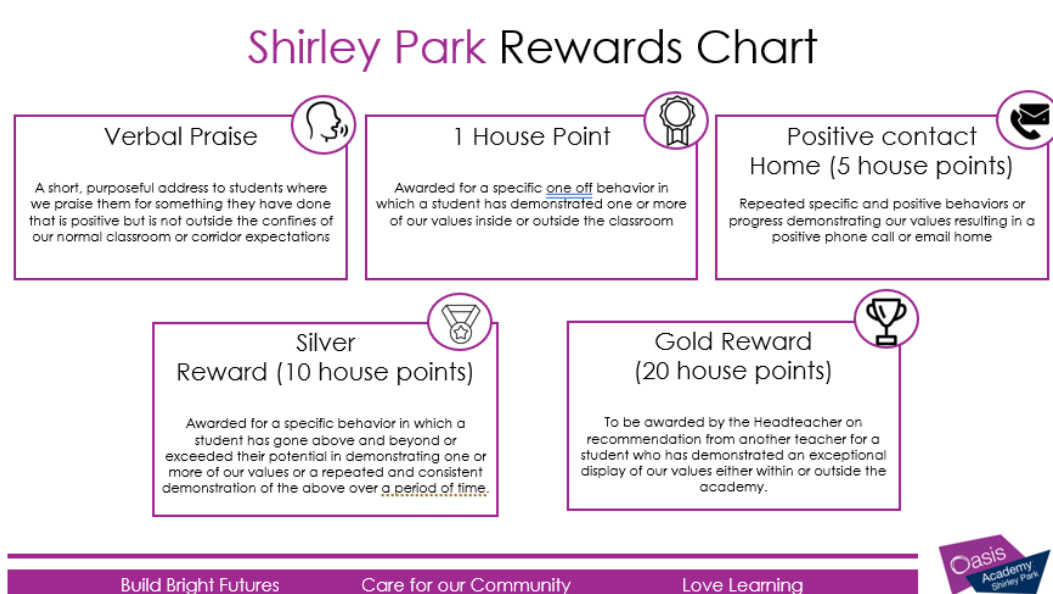 Shirley Park Rewards Chart
Verbal Praise
A short, purposeful address to students where
we praise them for something they have done
that is positive but is not outside the confines of
our normal classroom or corridor expectations
1 House Point
Awarded for a specific one off behavior in
which a student has demonstrated one or more
of our values inside or outside the classroom
Positive contact
Home (5 house points)
Repeated specific and positive behaviors or
progress demonstrating our values resulting in a
positive phone call or email home
Silver
Reward (10 house points)
Awarded for a specific behavior in which a
student has gone above and beyond or
exceeded their potential in demonstrating one or
more of our values or a repeated and consistent
demonstration of the above over a period of time.
Gold Reward
(20 house points)
To be awarded by the Headteacher on
recommendation from another teacher for a
student who has demonstrated an exceptional
display of our values either within or outside the
academy.
Build Bright Futures
Care for our Community
Love Learning
Oasis
Academy
Shirley Park